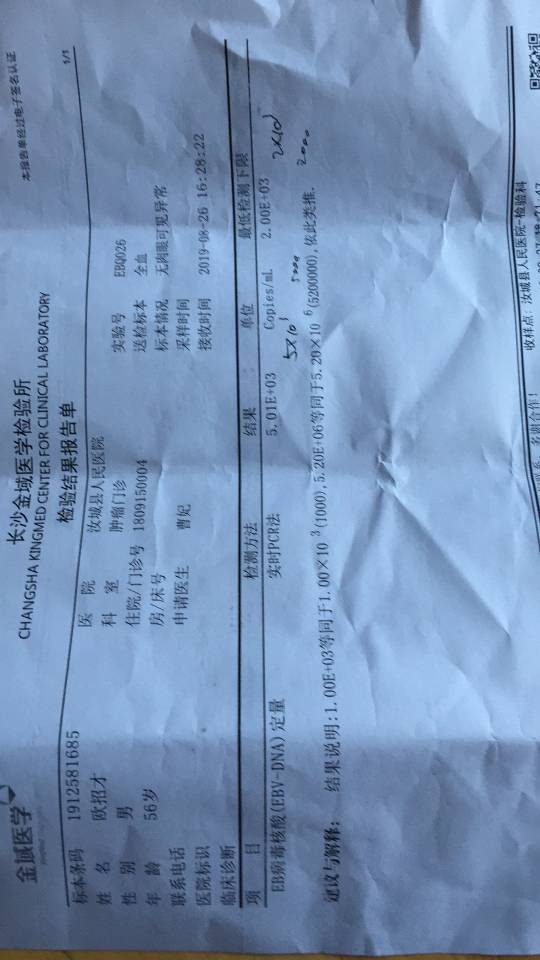 金域医学
本报告单经过电子签名认证
长沙金域医学检验所
CHANGSHA KINGMED CENTER FOR CLINICAL LABORATORY
检验结果报告单
1/1
标本条码 1912581685 医 院 汝城县人民医院 实验号 EBQ026
姓 名 欧招才 科 室 肿瘤门诊 送检标本 全血
性 别 男 住院/门诊号 1809150004 标本情况 无肉眼可见异常
年 龄 56岁 房/床号 采样时间
联系电话 申请医生 曹妃 接收时间 2019-08-26 16:28:22
医院标识
临床诊断
项 目 检测方法 结果 单位 最低检测下限
EB病毒核酸(EBV-DNA)定量 实时PCR法 5.01E+03 Copies/mL 2.00E+03
5X10³ 5000 2X10³ 2000
建议与解释: 结果说明:1.00E+03等同于1.00×10 3(1000),5.20E+06等同于5.20×10 6(5200000),依此类推.
收样点: 汝城县人民医院-检验科